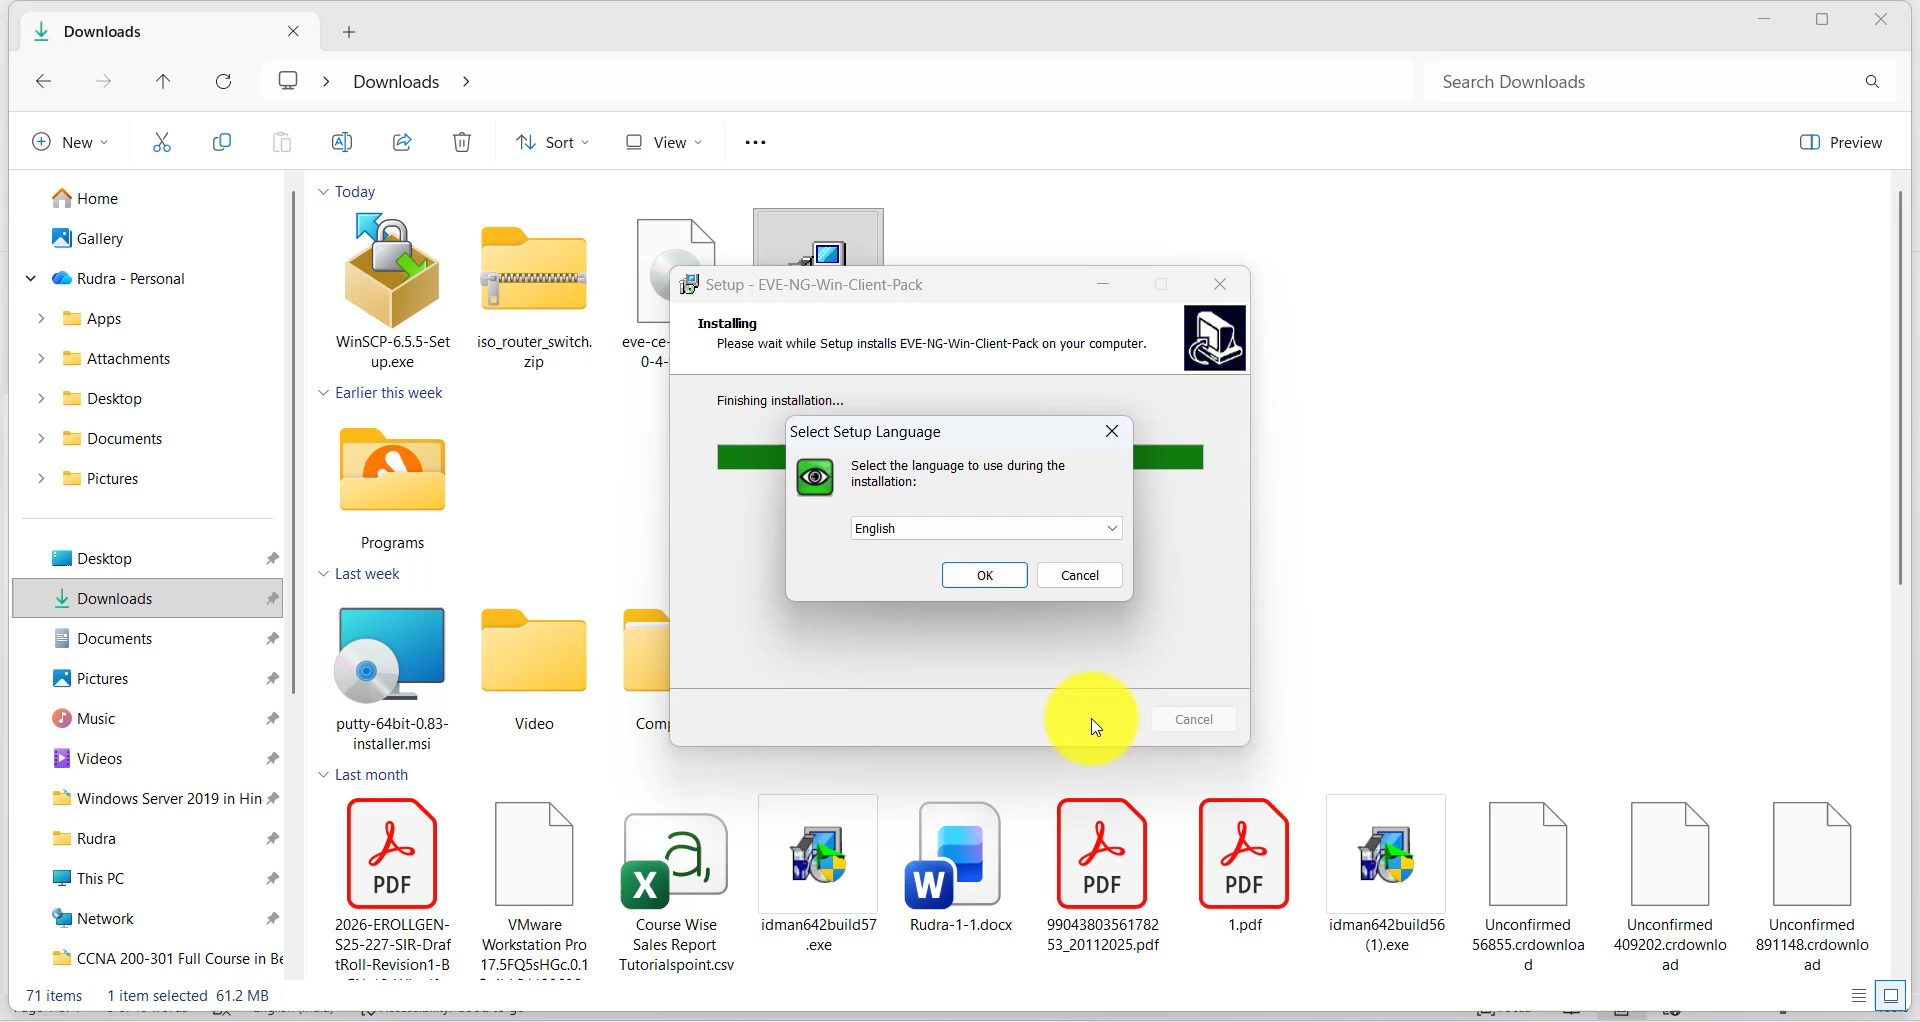 Downloads
Downloads
Search Downloads
New
Sort
View
Preview
Home
Gallery
Rudra - Personal
Apps
Attachments
Desktop
Documents
Pictures
Desktop
Downloads
Documents
Pictures
Music
Videos
Windows Server 2019 in Hin
Rudra
This PC
Network
CCNA 200-301 Full Course in Be
Today
WinSCP-6.5.5-Set
up.exe
iso_router_switch.
zip
eve-ce-
0-4-
Earlier this week
Programs
Last week
putty-64bit-0.83-
installer.msi
Video
Comp
Last month
PDF
2026-EROLLGEN-
S25-227-SIR-Draf
tRoll-Revision1-B
VMware
Workstation Pro
17.5FQ5sHGc.0.1
Course Wise
Sales Report
Tutorialspoint.csv
idman642build57
.exe
Rudra-1-1.docx
PDF
99043803561782
53_20112025.pdf
PDF
1.pdf
idman642build56
(1).exe
Unconfirmed
56855.crdownloa
d
Unconfirmed
409202.crdownlo
ad
Unconfirmed
891148.crdownlo
ad
Setup - EVE-NG-Win-Client-Pack
Installing
Please wait while Setup installs EVE-NG-Win-Client-Pack on your computer.
Finishing installation...
Select Setup Language
Select the language to use during the
installation:
English
OK
Cancel
Cancel
71 items
1 item selected 61.2 MB